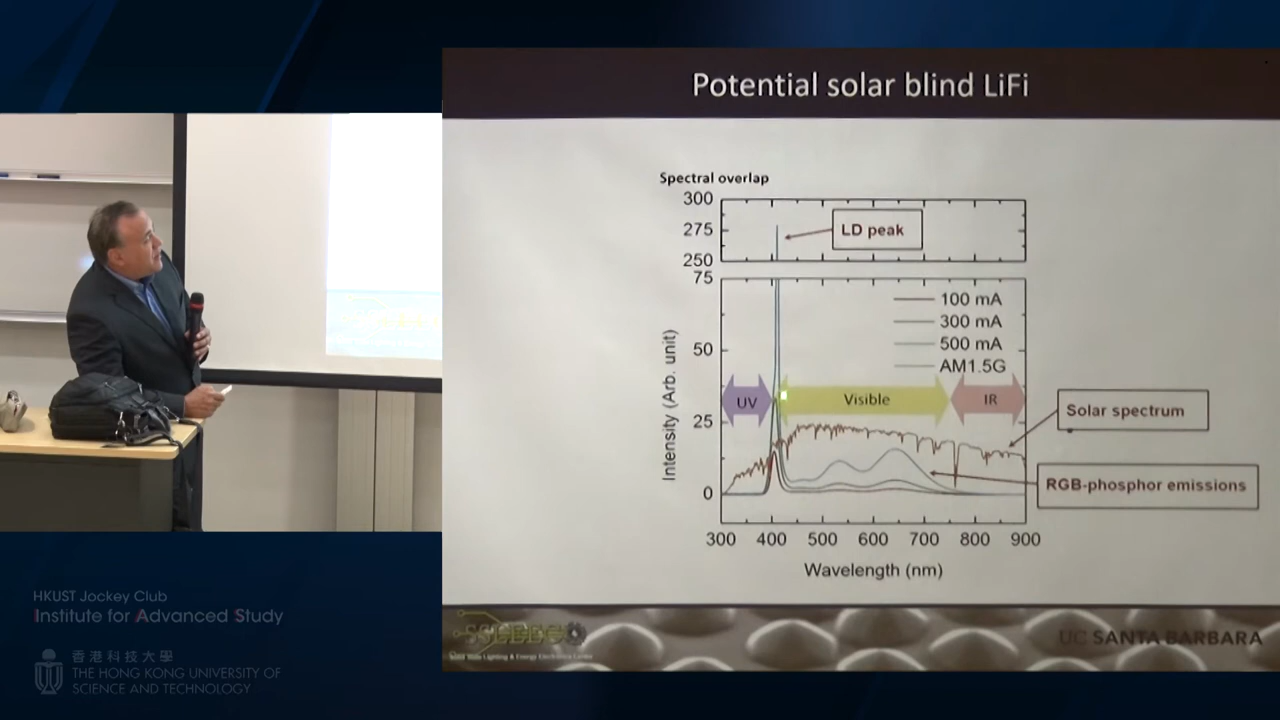 Potential solar blind LiFi
Spectral overlap
300
275
250
LD peak
75
50
25
0
Intensity (Arb. unit)
100 mA
300 mA
500 mA
AM1.5G
UV
Visible
IR
Solar spectrum
RGB-phosphor emissions
300 400 500 600 700 800 900
Wavelength (nm)
UC SANTA BARBARA
HKUST Jockey Club
Institute for Advanced Study
香港科技大學
THE HONG KONG UNIVERSITY OF
SCIENCE AND TECHNOLOGY